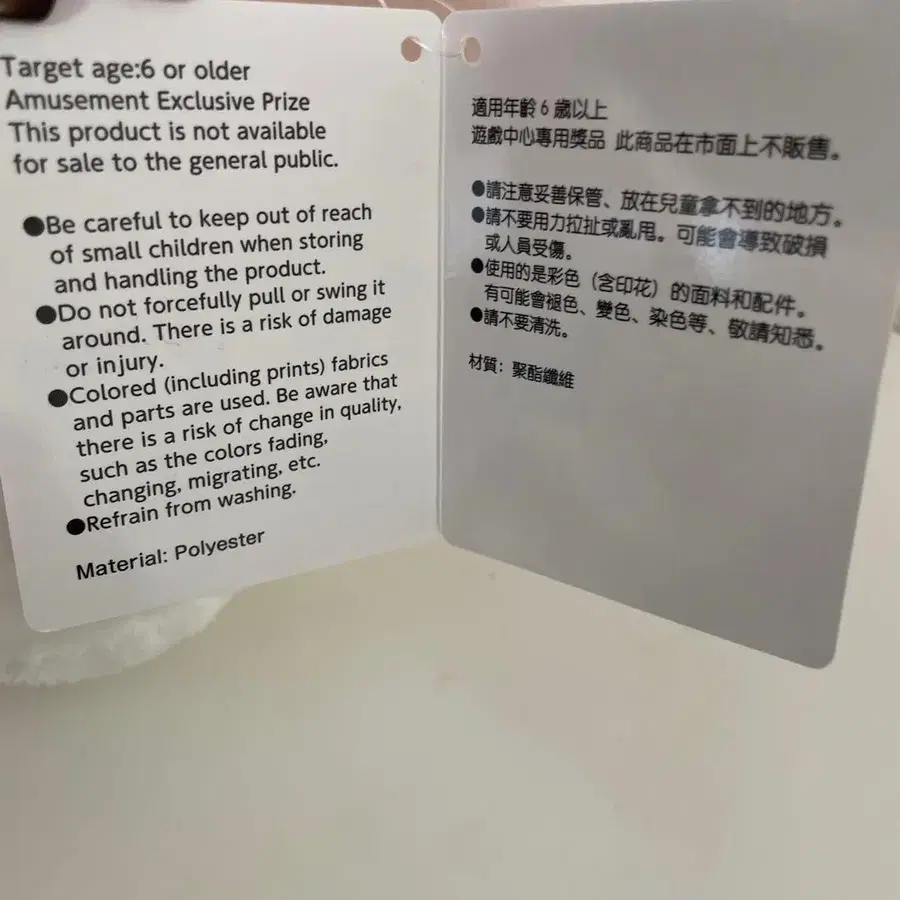 Target age:6 or older
Amusement Exclusive Prize
This product is not available
for sale to the general public.
●Be careful to keep out of reach
of small children when storing
and handling the product.
●Do not forcefully pull or swing it
around. There is a risk of damage
or injury.
●Colored (including prints) fabrics
and parts are used. Be aware that
there is a risk of change in quality,
such as the colors fading,
changing, migrating, etc.
●Refrain from washing.
Material: Polyester
適用年齡6歲以上
遊戲中心專用獎品 此商品在市面上不販售。
●請注意妥善保管、放在兒童拿不到的地方。
●請不要用力拉扯或亂甩。可能會導致破損
或人員受傷。
●使用的是彩色（含印花）的面料和配件。
有可能會褪色、變色、染色等、敬請知悉。
●請不要清洗。
材質：聚酯纖維